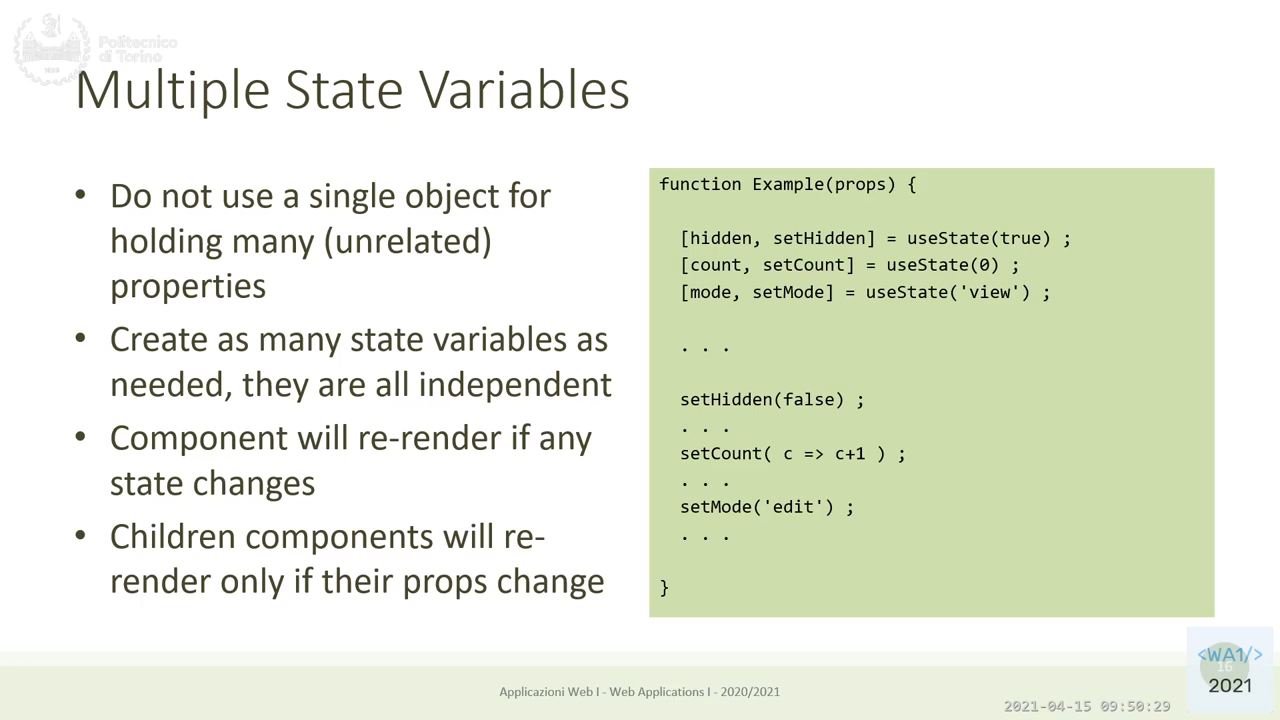 Politecnico
di Torino
1859
Multiple State Variables
• Do not use a single object for
holding many (unrelated)
properties
• Create as many state variables as
needed, they are all independent
• Component will re-render if any
state changes
• Children components will re-
render only if their props change
function Example(props) {
[hidden, setHidden] = useState(true) ;
[count, setCount] = useState(0) ;
[mode, setMode] = useState('view') ;
. . .
setHidden(false) ;
. . .
setCount( c => c+1 ) ;
. . .
setMode('edit') ;
. . .
}
Applicazioni Web I - Web Applications I - 2020/2021
2021-04-15 09:50:29
<WA1/>
16
2021